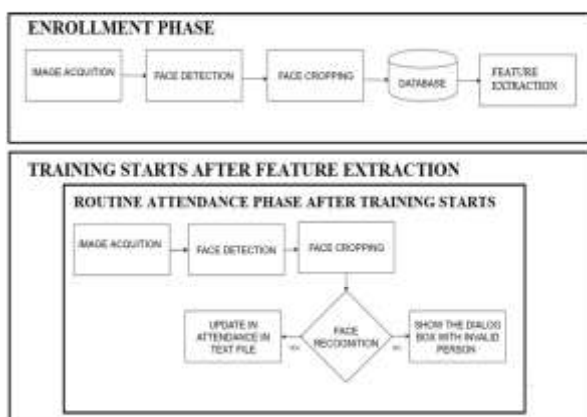 ENROLLMENT PHASE
IMAGE ACQUITION
FACE DETECTION
FACE CROPPING
DATABASE
FEATURE
EXTRACTION
TRAINING STARTS AFTER FEATURE EXTRACTION
ROUTINE ATTENDANCE PHASE AFTER TRAINING STARTS
IMAGE ACQUITION
FACE DETECTION
FACE CROPPING
UPDATE IN
ATTENDANCE IN
TEXT FILE
FACE
RECOGNITION
SHOW THE DIALOG
BOX WITH INVALID
PERSON